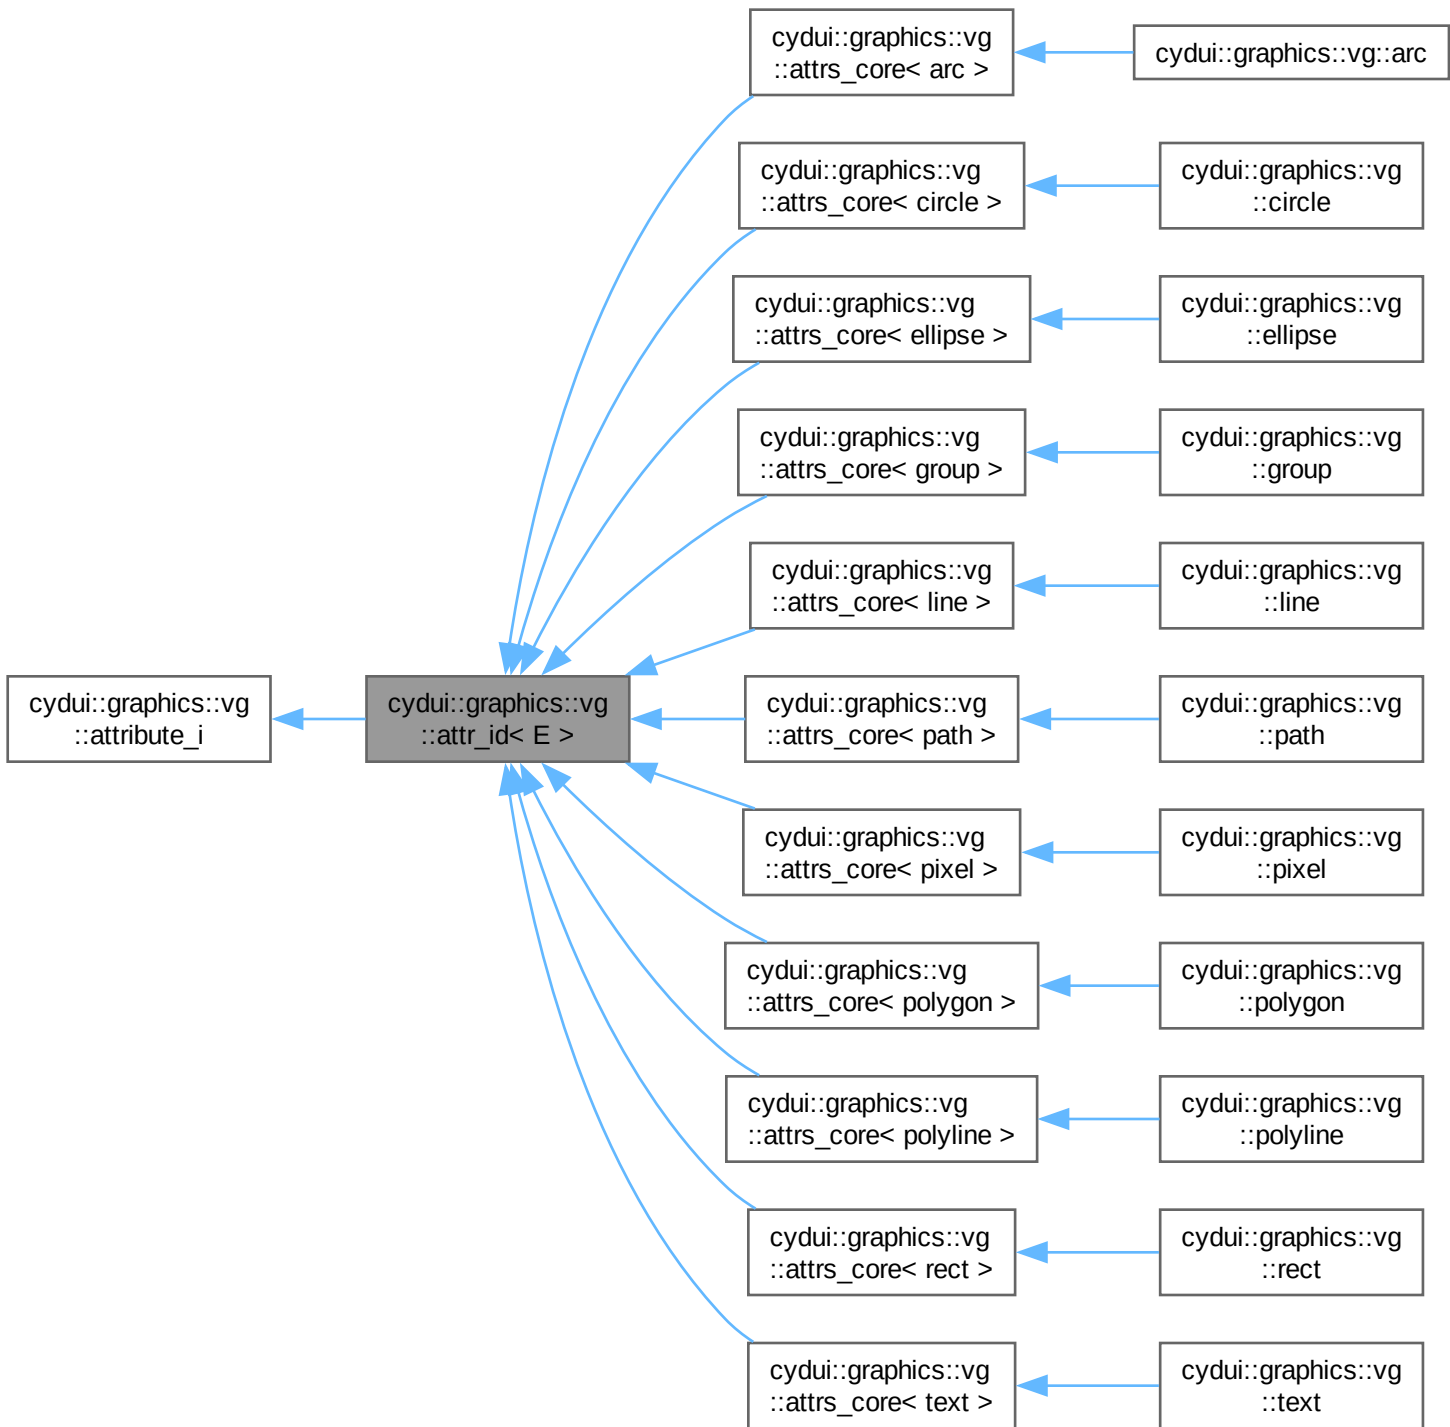 cydui::graphics::vg
::attrs_core< arc >
cydui::graphics::vg::arc
cydui::graphics::vg
::attrs_core< circle >
cydui::graphics::vg
::circle
cydui::graphics::vg
::attrs_core< ellipse >
cydui::graphics::vg
::ellipse
cydui::graphics::vg
::attrs_core< group >
cydui::graphics::vg
::group
cydui::graphics::vg
::attrs_core< line >
cydui::graphics::vg
::line
cydui::graphics::vg
::attribute_i
cydui::graphics::vg
::attr_id< E >
cydui::graphics::vg
::attrs_core< path >
cydui::graphics::vg
::path
cydui::graphics::vg
::attrs_core< pixel >
cydui::graphics::vg
::pixel
cydui::graphics::vg
::attrs_core< polygon >
cydui::graphics::vg
::polygon
cydui::graphics::vg
::attrs_core< polyline >
cydui::graphics::vg
::polyline
cydui::graphics::vg
::attrs_core< rect >
cydui::graphics::vg
::rect
cydui::graphics::vg
::attrs_core< text >
cydui::graphics::vg
::text